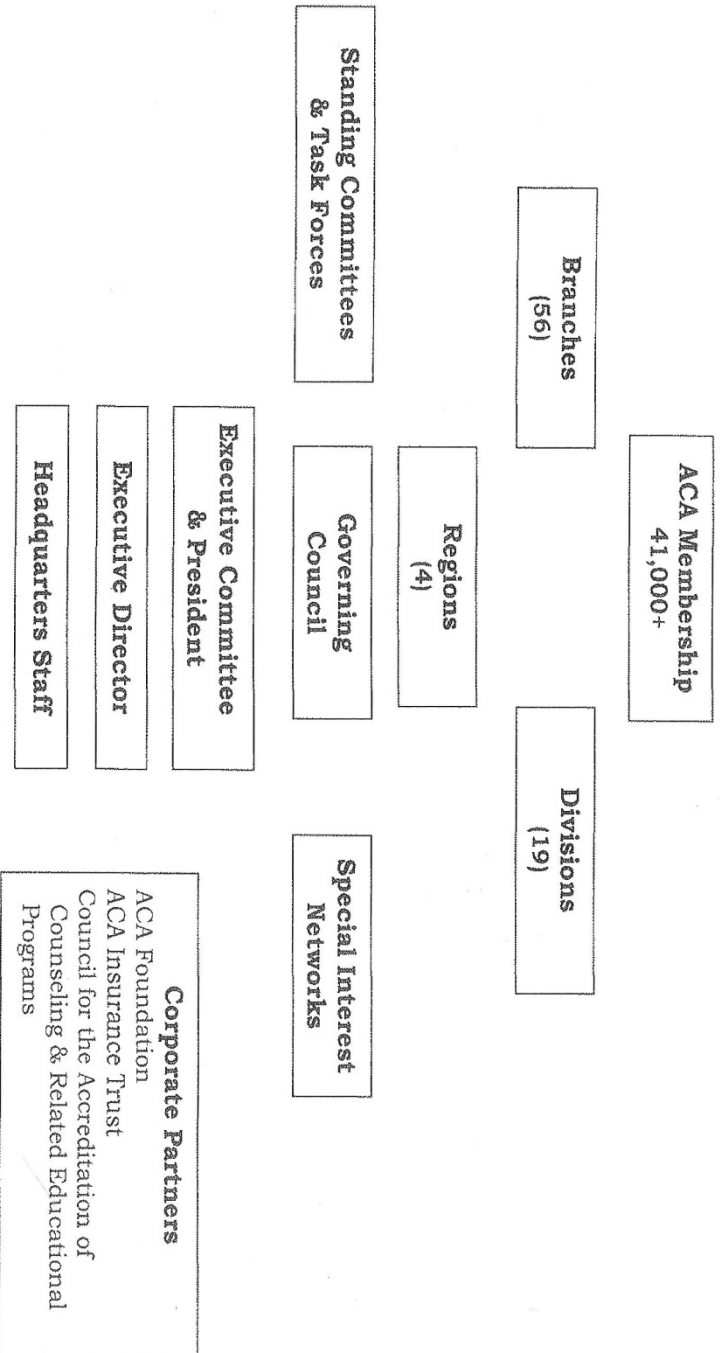 ACA Membership
41,000+
Branches
(56)
Divisions
(19)
Regions
(4)
Standing Committees
& Task Forces
Governing
Council
Special Interest
Networks
Executive Committee
& President
Executive Director
Headquarters Staff
Corporate Partners
ACA Foundation
ACA Insurance Trust
Council for the Accreditation of
Counseling & Related Educational
Programs